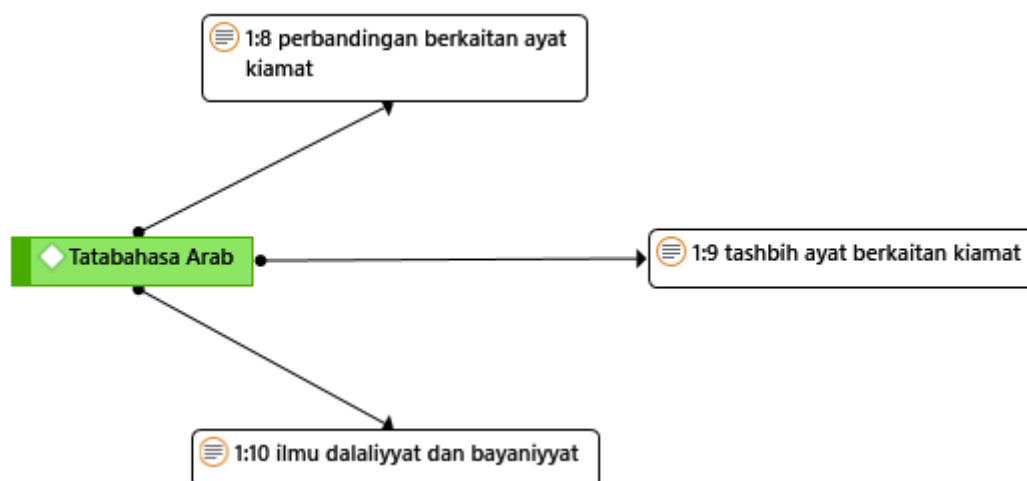 1:8 perbandingan berkaitan ayat
kiamat
Tatabahasa Arab
1:9 tashbih ayat berkaitan kiamat
1:10 ilmu dalaliyyat dan bayaniyyat